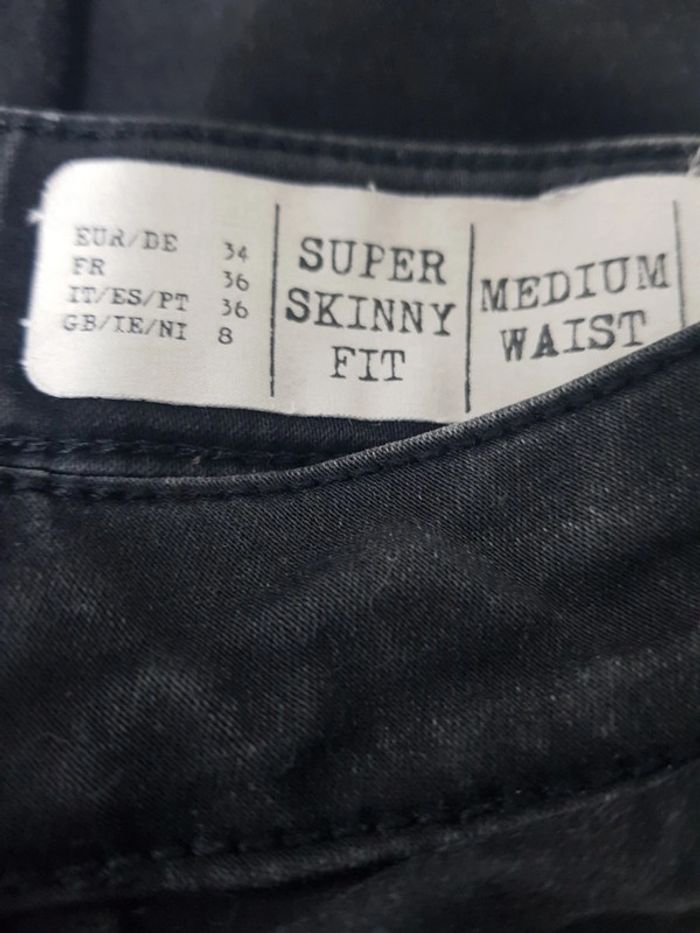 EUR/DE 34
FR 36
IT/ES/PT 36
GB/IE/NI 8
SUPER
SKINNY
FIT
MEDIUM
WAIST